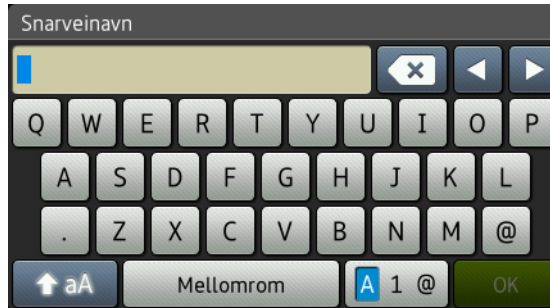 Snarveinavn
Q W E R T Y U I O P
A S D F G H J K L
. Z X C V B N M @
aA Mellomrom A 1 @ OK